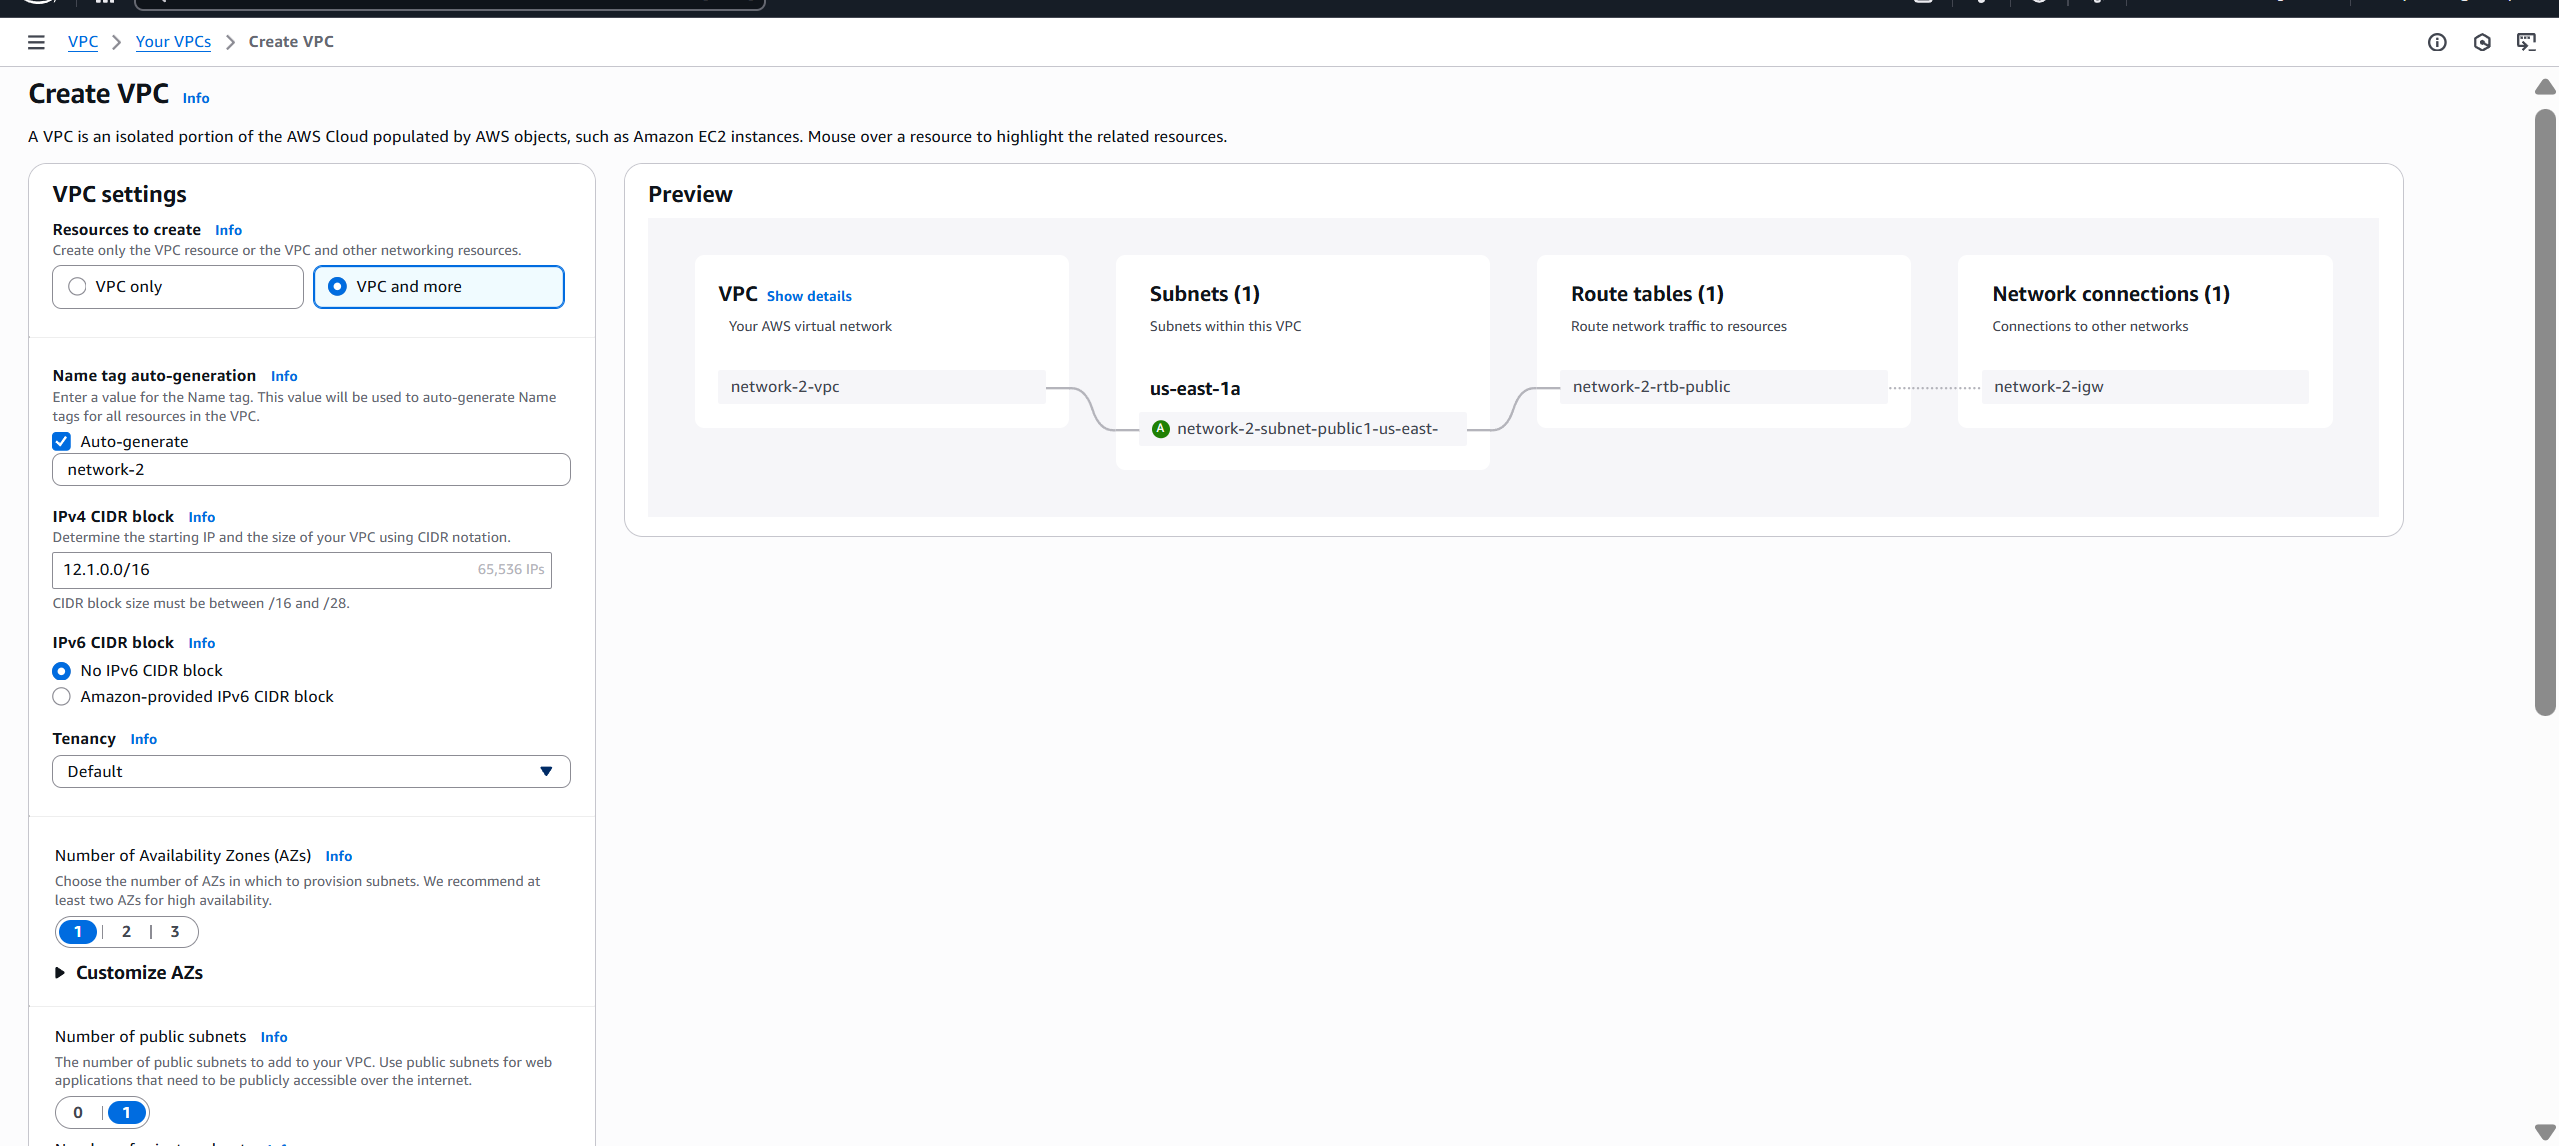 VPC > Your VPCs > Create VPC
Create VPC Info
A VPC is an isolated portion of the AWS Cloud populated by AWS objects, such as Amazon EC2 instances. Mouse over a resource to highlight the related resources.
VPC settings
Resources to create Info
Create only the VPC resource or the VPC and other networking resources.
VPC only
VPC and more
Name tag auto-generation Info
Enter a value for the Name tag. This value will be used to auto-generate Name
tags for all resources in the VPC.
Auto-generate
network-2
IPv4 CIDR block Info
Determine the starting IP and the size of your VPC using CIDR notation.
12.1.0.0/16 65,536 IPs
CIDR block size must be between /16 and /28.
IPv6 CIDR block Info
No IPv6 CIDR block
Amazon-provided IPv6 CIDR block
Tenancy Info
Default
Number of Availability Zones (AZs) Info
Choose the number of AZs in which to provision subnets. We recommend at
least two AZs for high availability.
1 | 2 | 3
Customize AZs
Number of public subnets Info
The number of public subnets to add to your VPC. Use public subnets for web
applications that need to be publicly accessible over the internet.
0 | 1
Preview
VPC Show details
Your AWS virtual network
network-2-vpc
Subnets (1)
Subnets within this VPC
us-east-1a
A network-2-subnet-public1-us-east-
Route tables (1)
Route network traffic to resources
network-2-rtb-public
Network connections (1)
Connections to other networks
network-2-igw